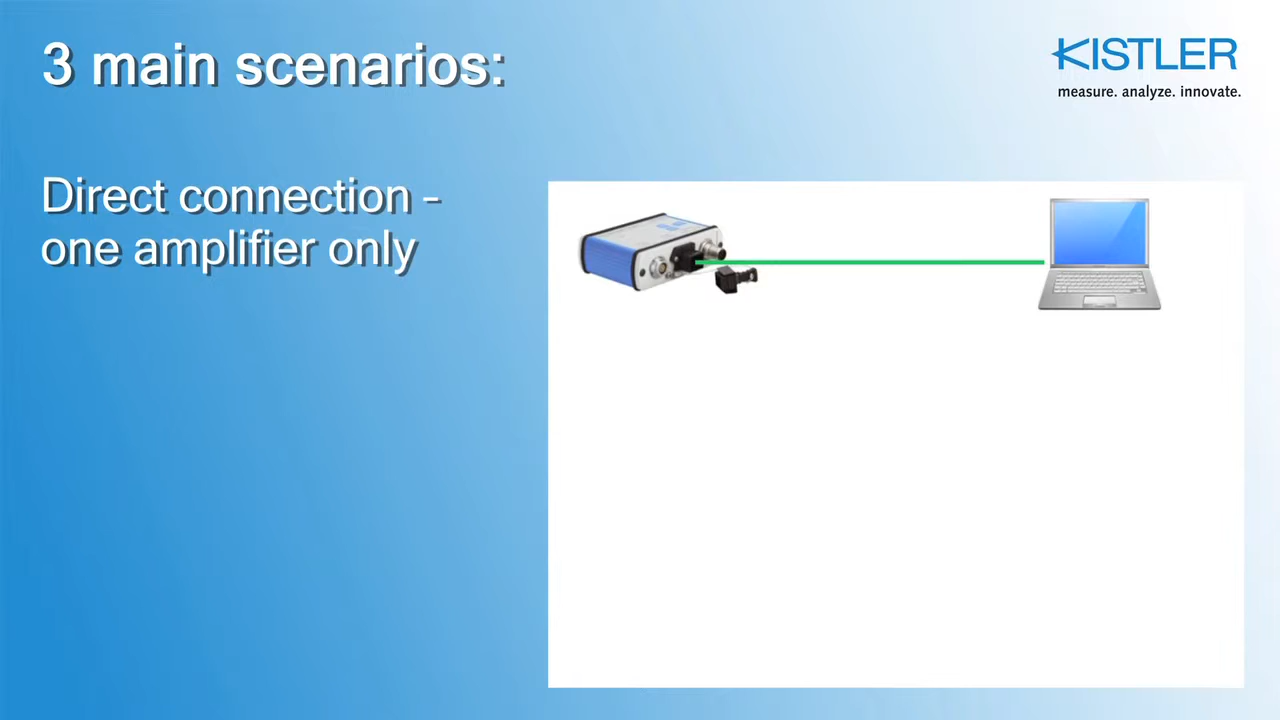 3 main scenarios:
KISTLER
measure. analyze. innovate.
Direct connection –
one amplifier only